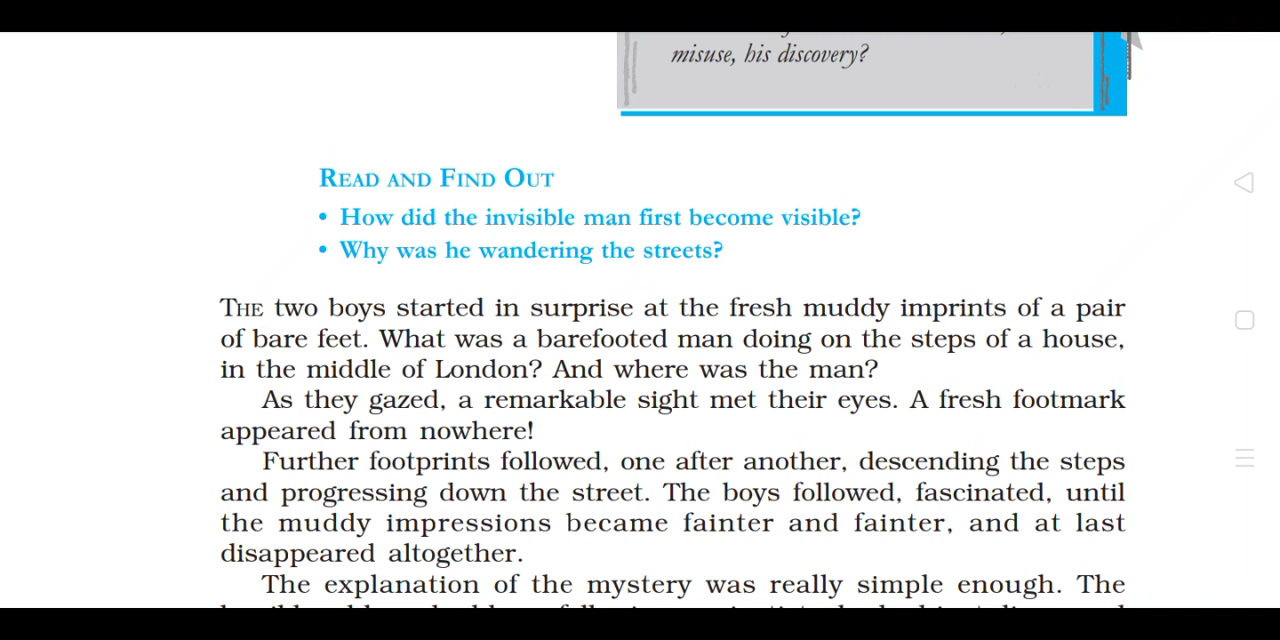 misuse, his discovery?
READ AND FIND OUT
• How did the invisible man first become visible?
• Why was he wandering the streets?
THE two boys started in surprise at the fresh muddy imprints of a pair
of bare feet. What was a barefooted man doing on the steps of a house,
in the middle of London? And where was the man?
As they gazed, a remarkable sight met their eyes. A fresh footmark
appeared from nowhere!
Further footprints followed, one after another, descending the steps
and progressing down the street. The boys followed, fascinated, until
the muddy impressions became fainter and fainter, and at last
disappeared altogether.
The explanation of the mystery was really simple enough. The